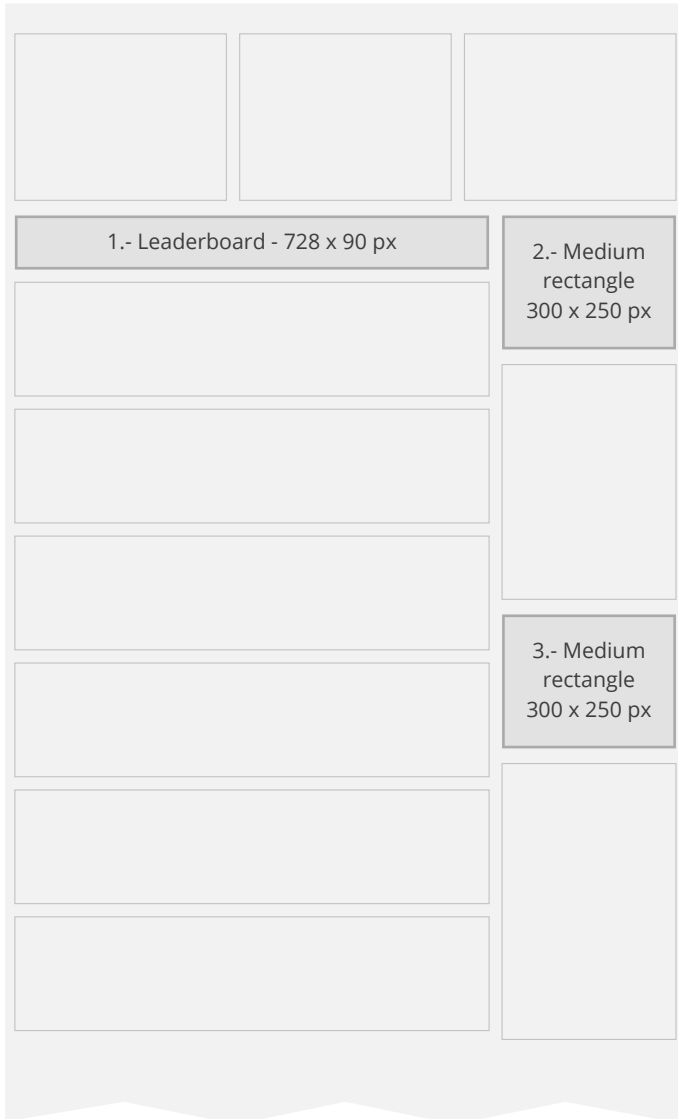 1.- Leaderboard - 728 x 90 px
2.- Medium
rectangle
300 x 250 px
3.- Medium
rectangle
300 x 250 px